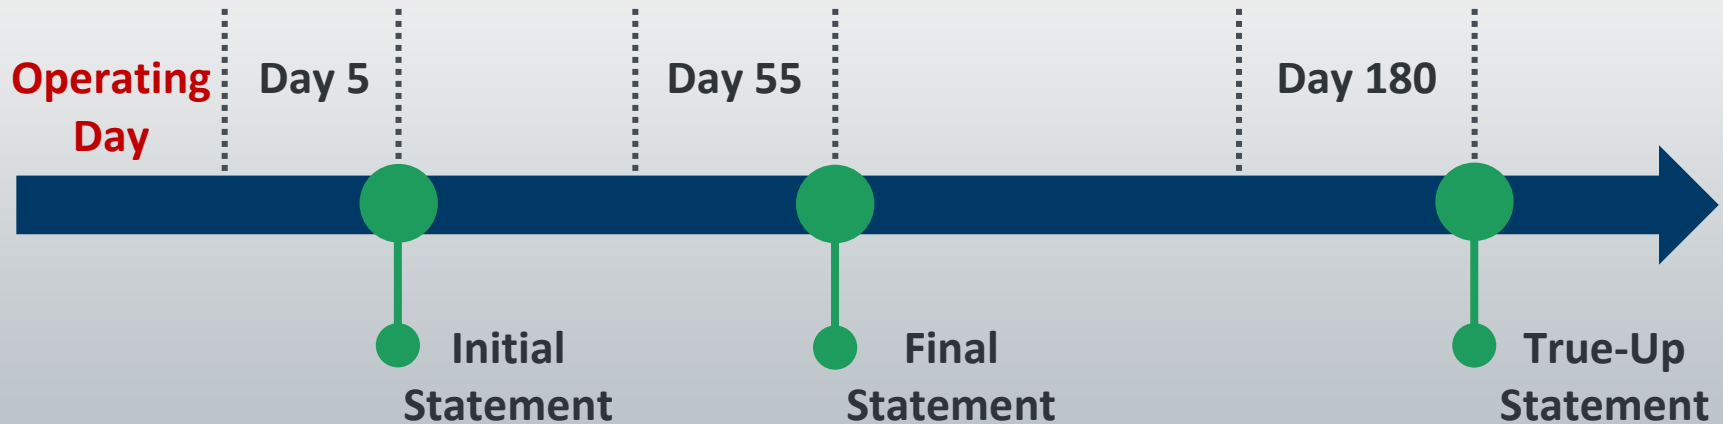 Operating
Day
Day 5
Day 55
Day 180
Initial
Statement
Final
Statement
True-Up
Statement